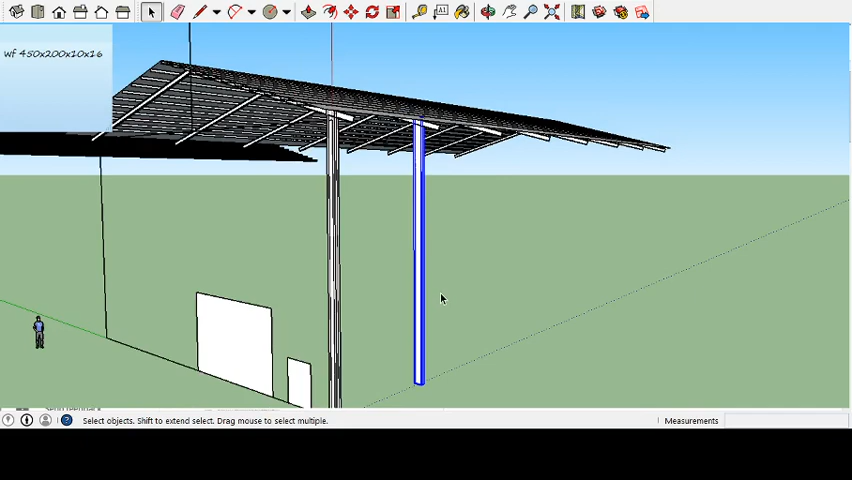 wf 450x200x10x16
Select objects. Shift to extend select. Drag mouse to select multiple.
Measurements